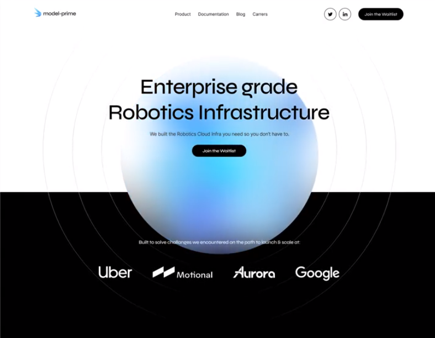 model-prime
Product Documentation Blog Carrers
Join the Waitlist
Enterprise grade
Robotics Infrastructure
We built the Robotics Cloud Infra you need so you don't have to.
Join the Waitlist
Built to solve challenges we encountered on the path to launch & scale at
Uber Motional Aurora Google